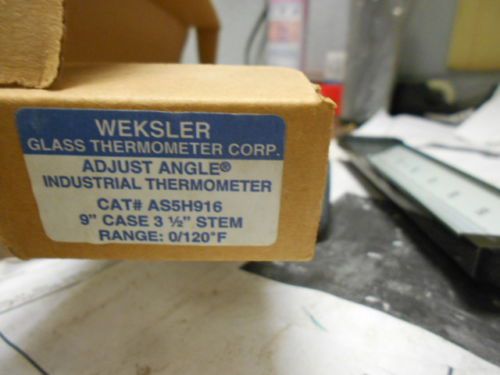 WEKSLER
GLASS THERMOMETER CORP.
ADJUST ANGLE®
INDUSTRIAL THERMOMETER
CAT# AS5H916
9" CASE 3 ½" STEM
RANGE: 0/120°F